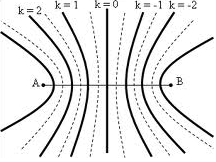 k = 2 k = 1 k = 0 k = -1 k = -2
A B